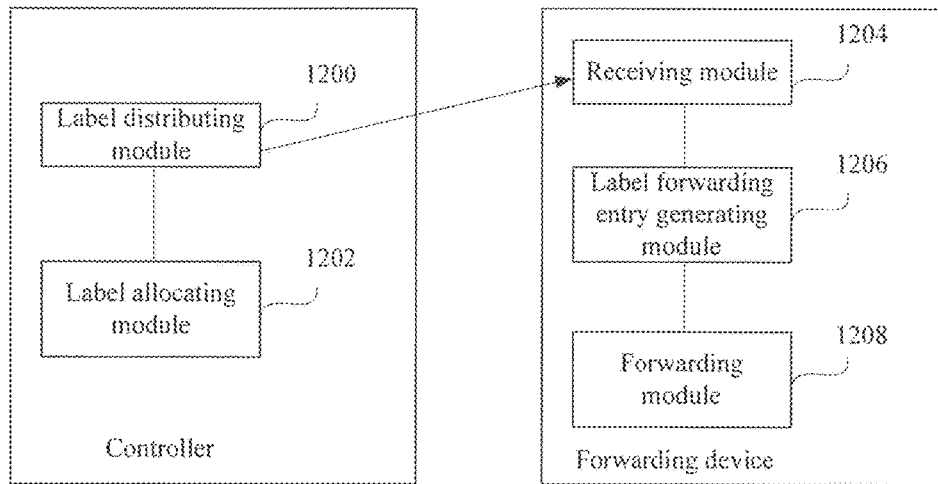 1200
Label distributing
module
1202
Label allocating
module
Controller
1204
Receiving module
1206
Label forwarding
entry generating
module
1208
Forwarding
module
Forwarding device